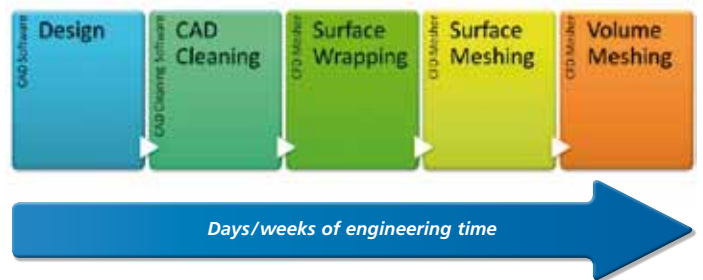 CAD Software
Design
CAD Cleaning Software
CAD
Cleaning
CFD Mesher
Surface
Wrapping
CFD Mesher
Surface
Meshing
CFD Mesher
Volume
Meshing
Days/weeks of engineering time